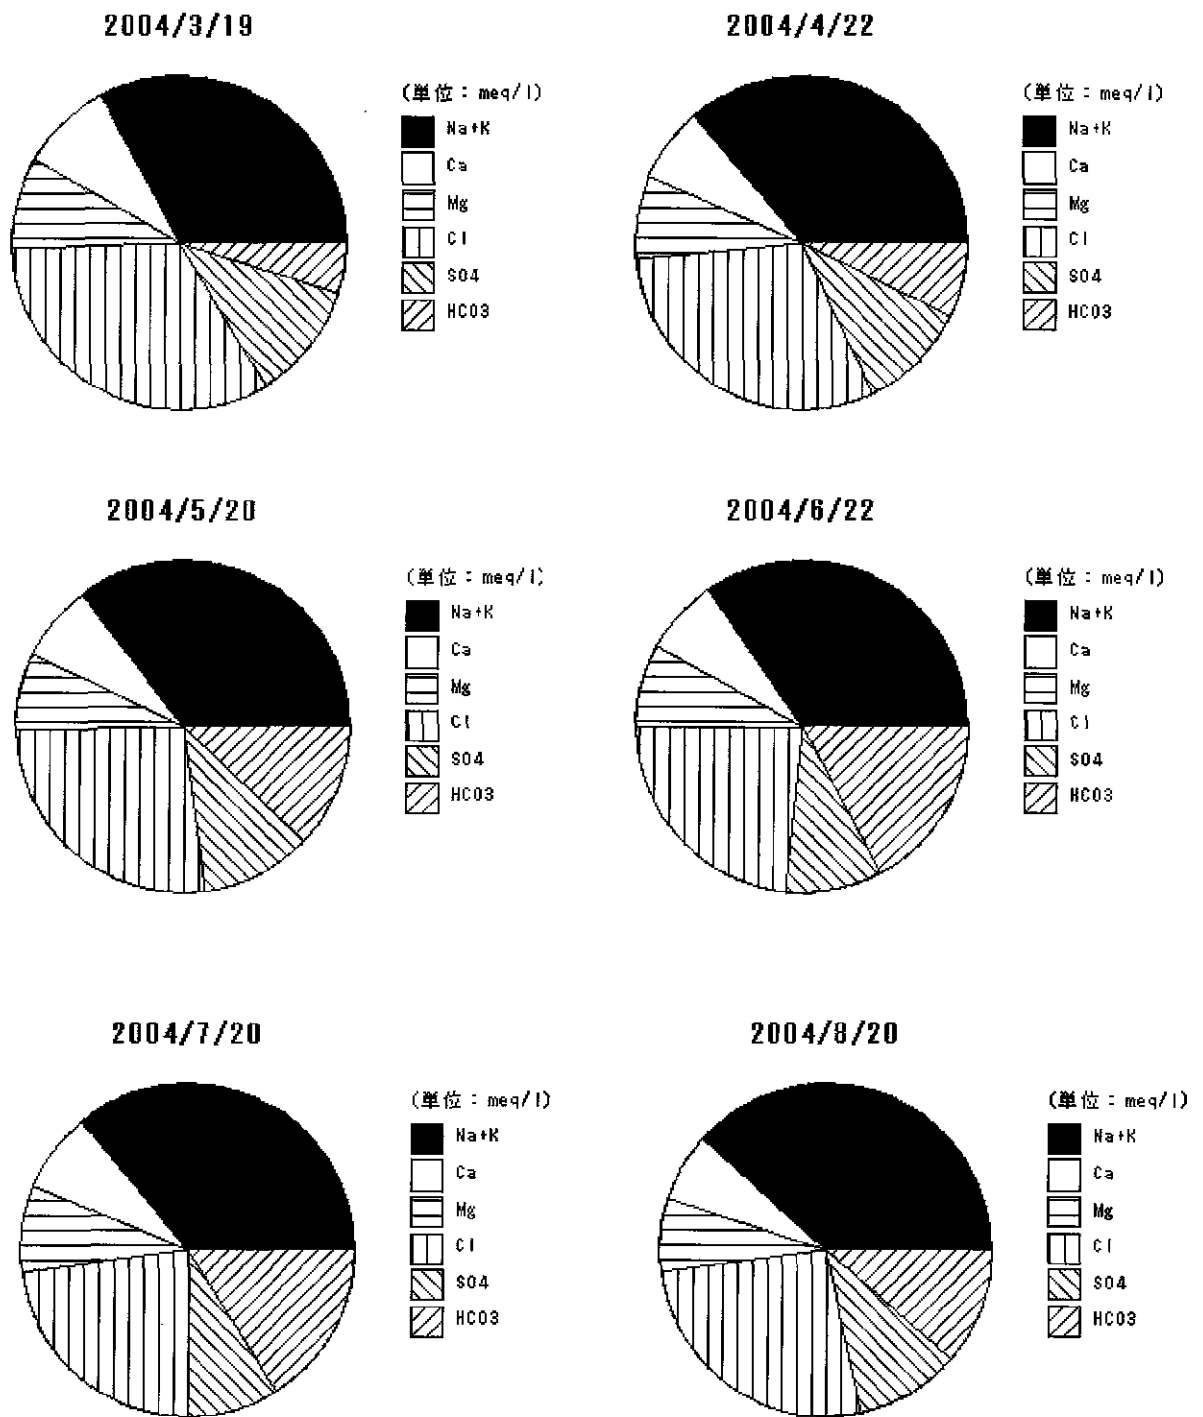 2004/3/19
(単位：meq/l)
Na+K
Ca
Mg
Cl
SO4
HCO3
2004/4/22
(単位：meq/l)
Na+K
Ca
Mg
Cl
SO4
HCO3
2004/5/20
(単位：meq/l)
Na+K
Ca
Mg
Cl
SO4
HCO3
2004/6/22
(単位：meq/l)
Na+K
Ca
Mg
Cl
SO4
HCO3
2004/7/20
(単位：meq/l)
Na+K
Ca
Mg
Cl
SO4
HCO3
2004/8/20
(単位：meq/l)
Na+K
Ca
Mg
Cl
SO4
HCO3